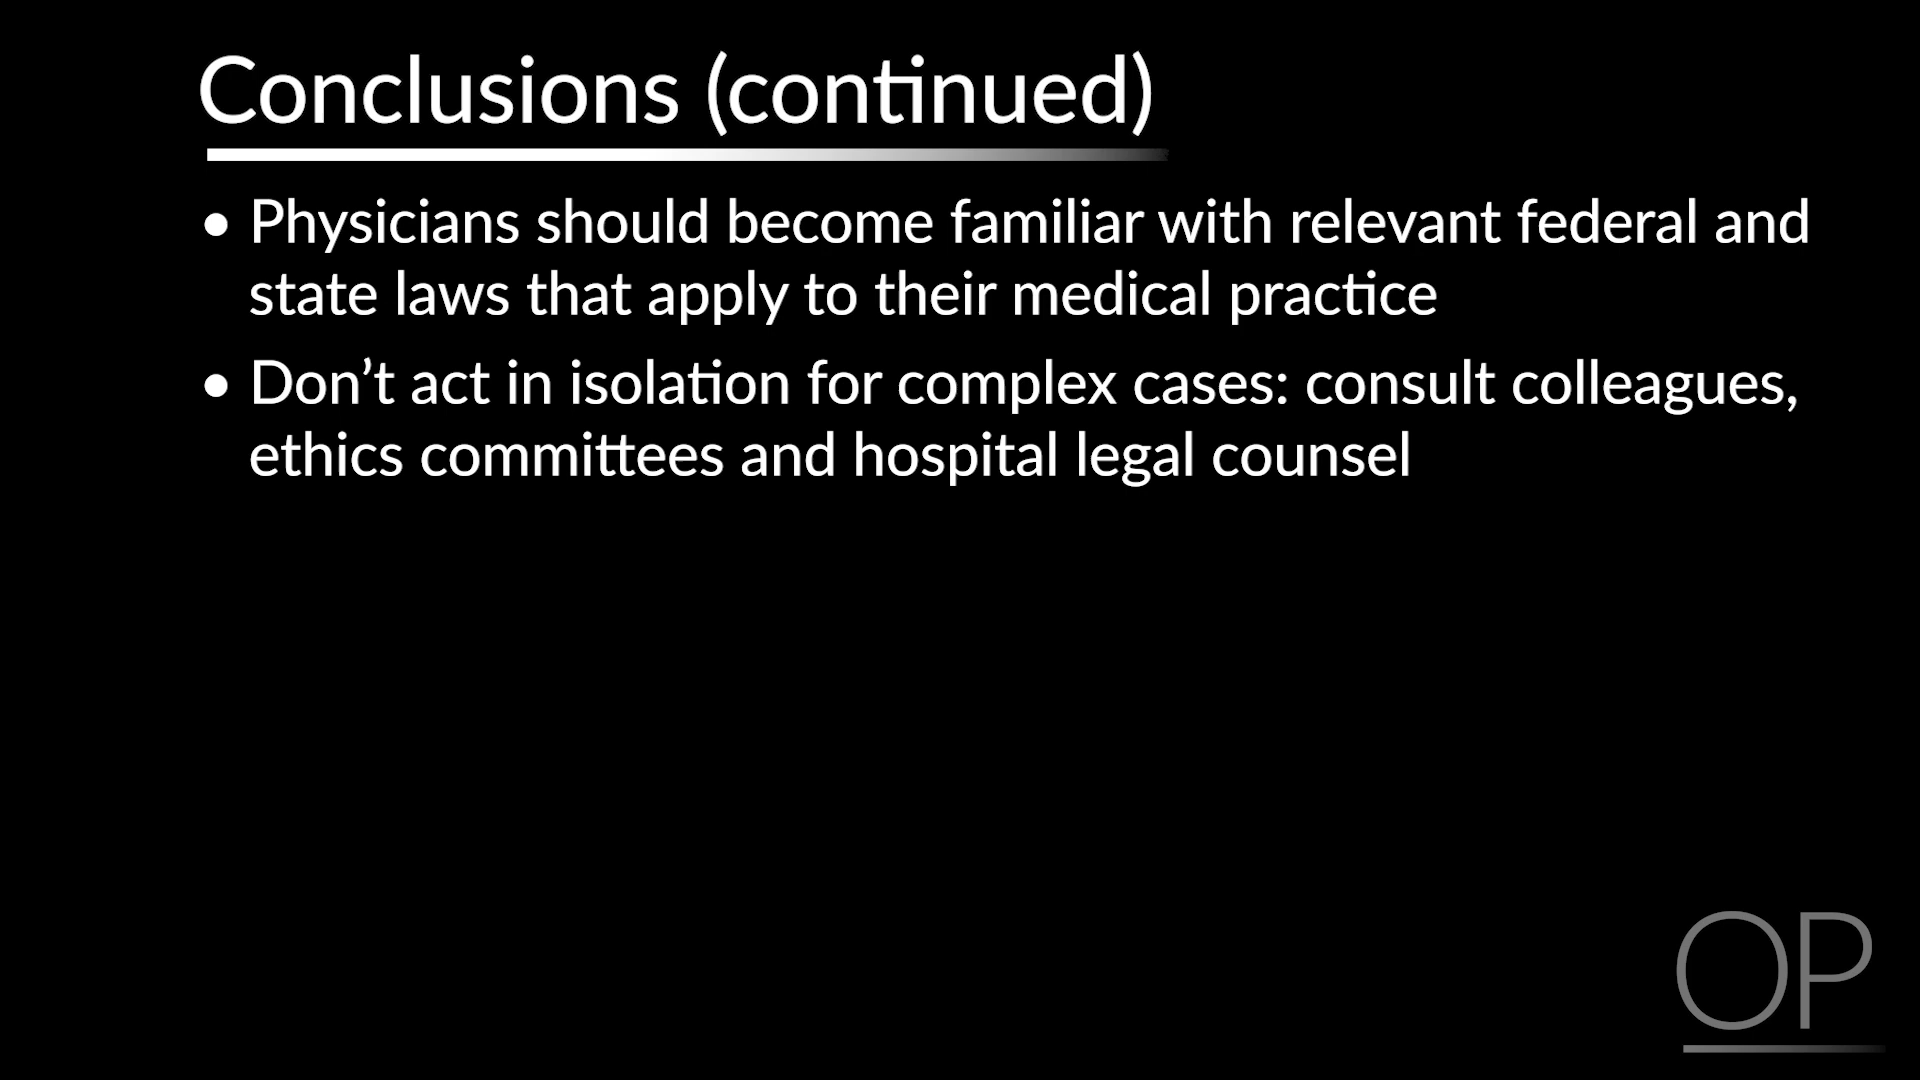 Conclusions (continued)
• Physicians should become familiar with relevant federal and
state laws that apply to their medical practice
• Don’t act in isolation for complex cases: consult colleagues,
ethics committees and hospital legal counsel
OP